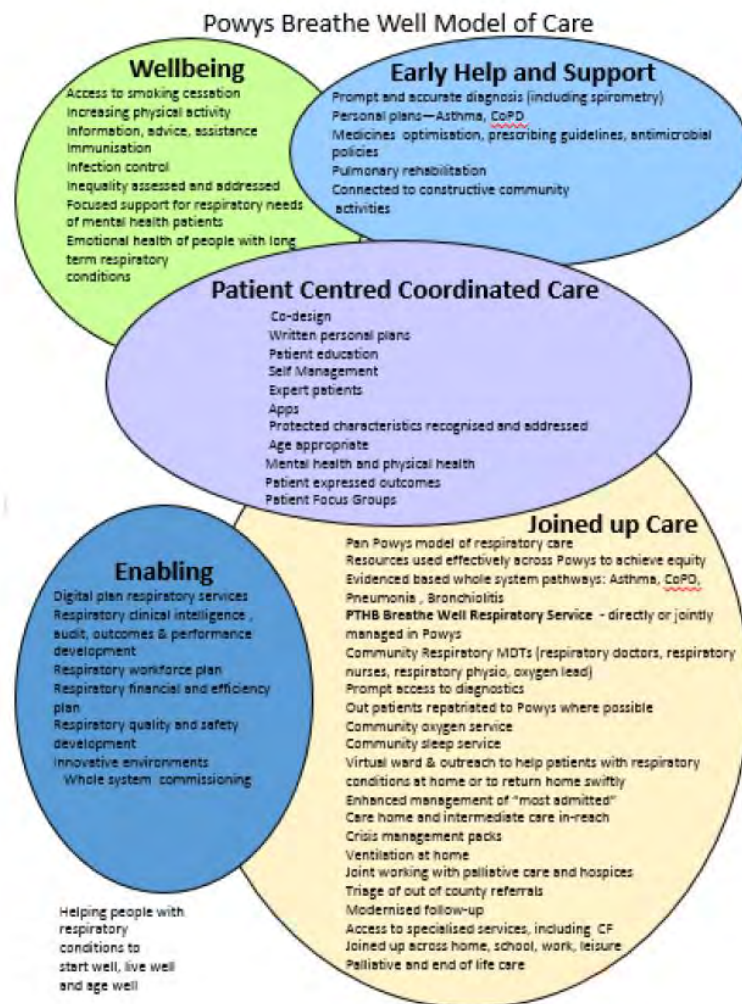 Powys Breathe Well Model of Care
Wellbeing
Access to smoking cessation
Increasing physical activity
Information, advice, assistance
Immunisation
Infection control
Inequality assessed and addressed
Focused support for respiratory needs
of mental health patients
Emotional health of people with long
term respiratory
conditions
Early Help and Support
Prompt and accurate diagnosis (including spirometry)
Personal plans—Asthma, CoPD
Medicines optimisation, prescribing guidelines, antimicrobial
policies
Pulmonary rehabilitation
Connected to constructive community
activities
Patient Centred Coordinated Care
Co-design
Written personal plans
Patient education
Self Management
Expert patients
Apps
Protected characteristics recognised and addressed
Age appropriate
Mental health and physical health
Patient expressed outcomes
Patient Focus Groups
Joined up Care
Pan Powys model of respiratory care
Resources used effectively across Powys to achieve equity
Evidenced based whole system pathways: Asthma, CoPD,
Pneumonia , Bronchiolitis
PTHB Breathe Well Respiratory Service - directly or jointly
managed in Powys
Community Respiratory MDTs (respiratory doctors, respiratory
nurses, respiratory physio, oxygen lead)
Prompt access to diagnostics
Out patients repatriated to Powys where possible
Community oxygen service
Community sleep service
Virtual ward & outreach to help patients with respiratory
conditions at home or to return home swiftly
Enhanced management of “most admitted”
Care home and intermediate care in-reach
Crisis management packs
Ventilation at home
Joint working with palliative care and hospices
Triage of out of county referrals
Modernised follow-up
Access to specialised services, including CF
Joined up across home, school, work, leisure
Palliative and end of life care
Enabling
Digital plan respiratory services
Respiratory clinical intelligence ,
audit, outcomes & performance
development
Respiratory workforce plan
Respiratory financial and efficiency
plan
Respiratory quality and safety
development
Innovative environments
Whole system commissioning
Helping people with
respiratory
conditions to
start well, live well
and age well